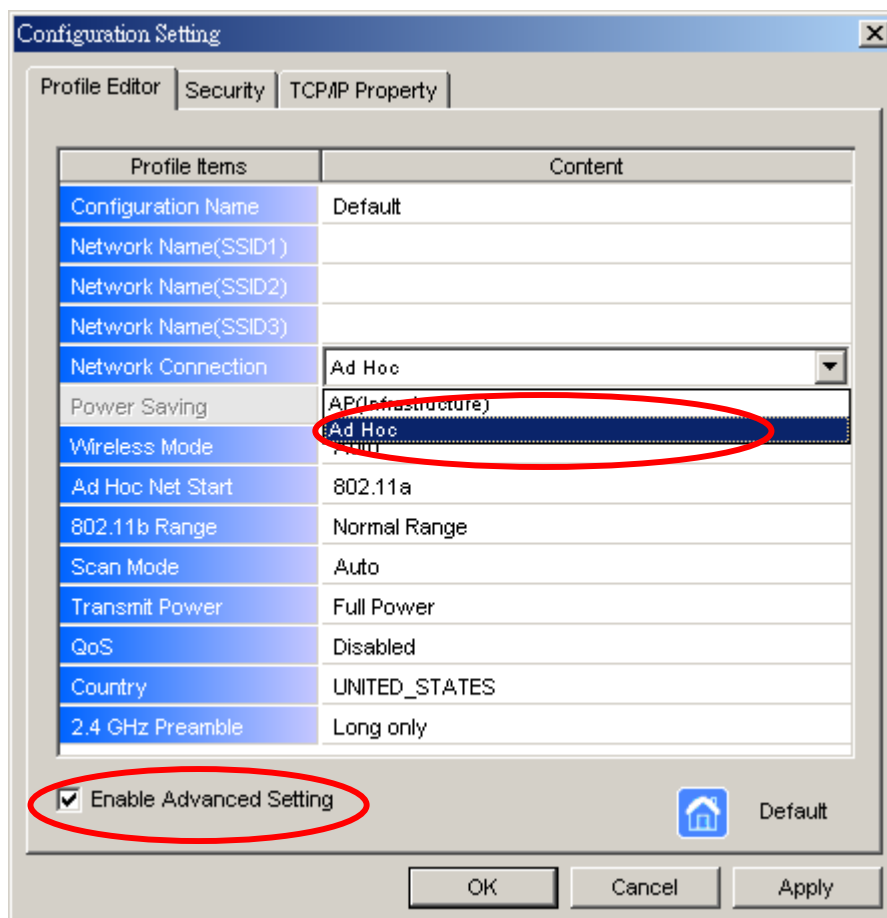 Configuration Setting
Profile Editor Security TCP/IP Property
Profile Items Content
Configuration Name Default
Network Name(SSID1)
Network Name(SSID2)
Network Name(SSID3)
Network Connection Ad Hoc
Power Saving AP(Infrastructure)
Ad Hoc
Wireless Mode Auto
Ad Hoc Net Start 802.11a
802.11b Range Normal Range
Scan Mode Auto
Transmit Power Full Power
QoS Disabled
Country UNITED_STATES
2.4 GHz Preamble Long only
Enable Advanced Setting Default
OK Cancel Apply